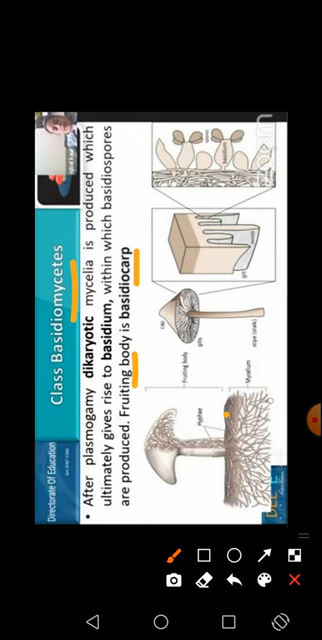 Directorate Of Education
Class Basidiomycetes
• After plasmogamy dikaryotic mycelia is produced which
ultimately gives rise to basidium, within which basidiospores
are produced. Fruiting body is basidiocarp
spores
basidium
gill
cap
gills
stipe (stalk)
Fruiting body
Mycelium
Hyphae